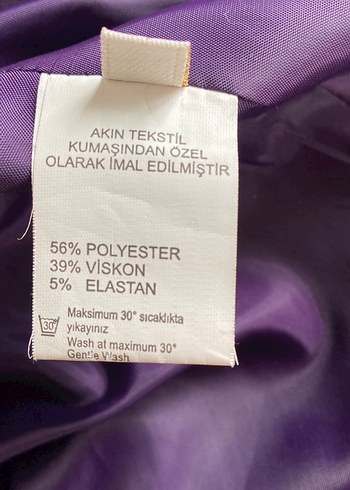 AKIN TEKSTİL
KUMAŞINDAN ÖZEL
OLARAK İMAL EDİLMİŞTİR
56% POLYESTER
39% VİSKON
5% ELASTAN
30°
Maksimum 30° sıcaklıkta
yıkayınız
Wash at maximum 30°
Gentle Wash